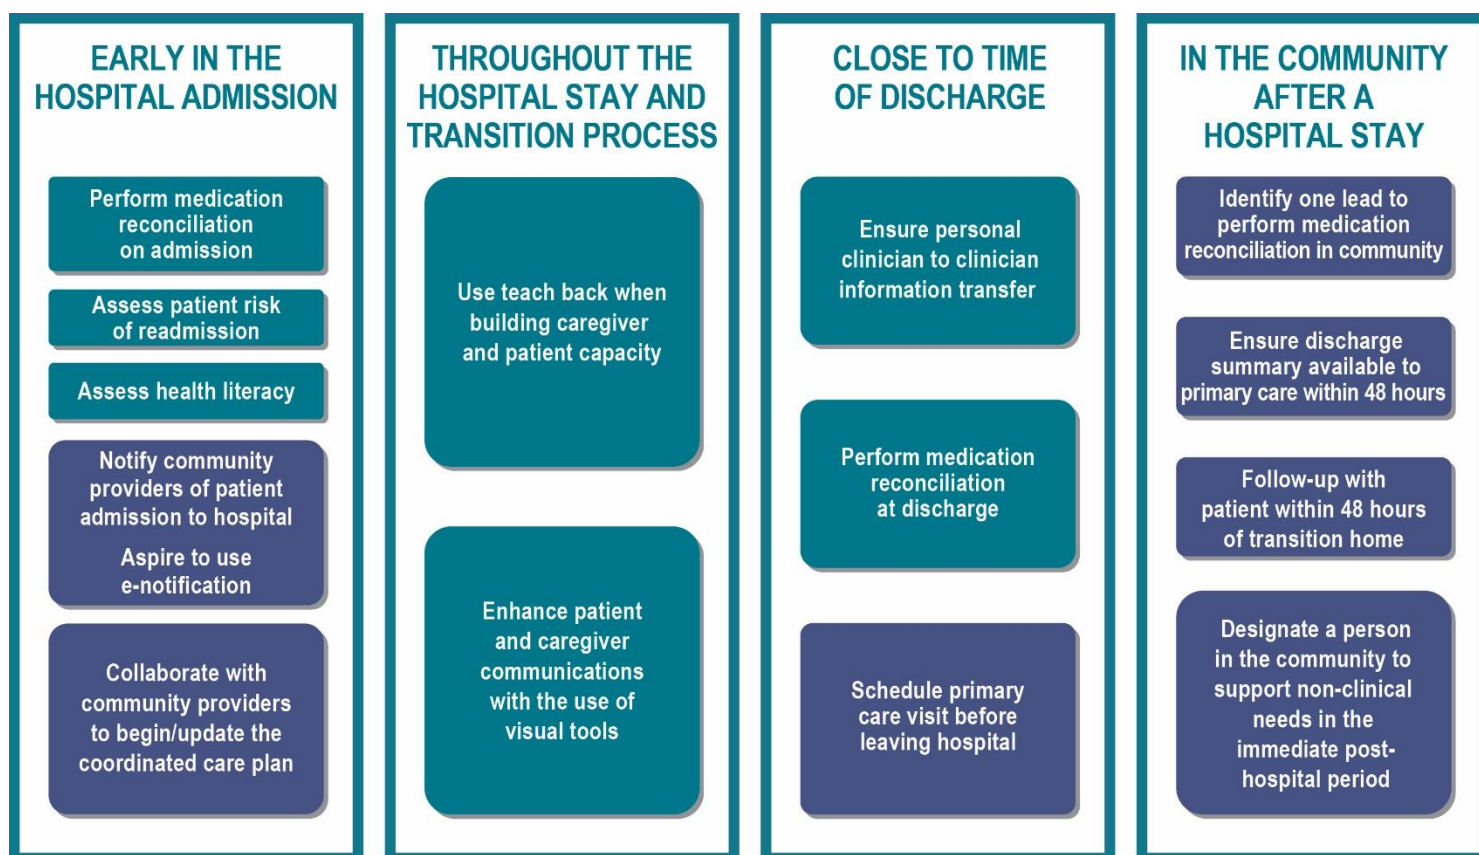 EARLY IN THE
HOSPITAL ADMISSION
Perform medication
reconciliation
on admission
Assess patient risk
of readmission
Assess health literacy
Notify community
providers of patient
admission to hospital
Aspire to use
e-notification
Collaborate with
community providers
to begin/update the
coordinated care plan
THROUGHOUT THE
HOSPITAL STAY AND
TRANSITION PROCESS
Use teach back when
building caregiver
and patient capacity
Enhance patient
and caregiver
communications
with the use of
visual tools
CLOSE TO TIME
OF DISCHARGE
Ensure personal
clinician to clinician
information transfer
Perform medication
reconciliation
at discharge
Schedule primary
care visit before
leaving hospital
IN THE COMMUNITY
AFTER A
HOSPITAL STAY
Identify one lead to
perform medication
reconciliation in community
Ensure discharge
summary available to
primary care within 48 hours
Follow-up with
patient within 48 hours
of transition home
Designate a person
in the community to
support non-clinical
needs in the
immediate post-
hospital period